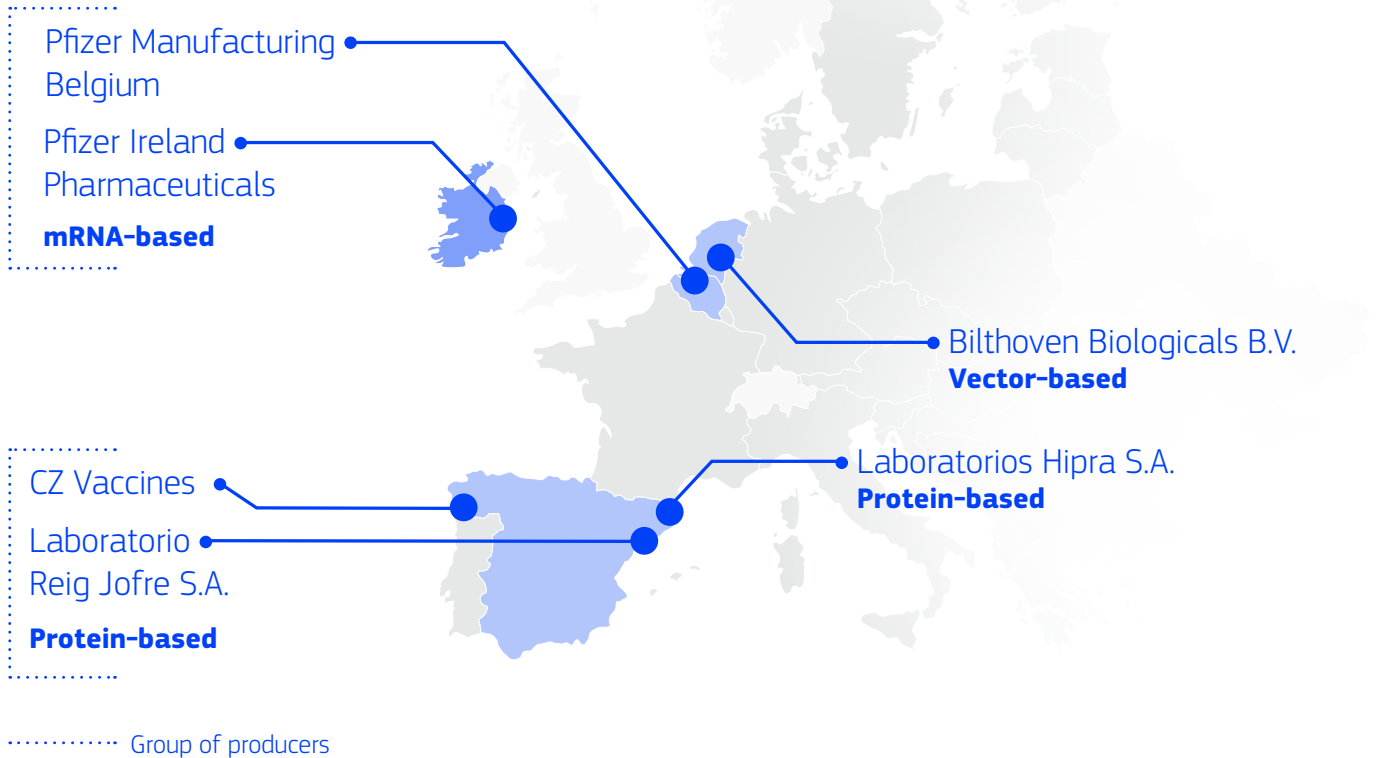 Pfizer Manufacturing
Belgium
Pfizer Ireland
Pharmaceuticals
mRNA-based
Bilthoven Biologicals B.V.
Vector-based
Laboratorios Hipra S.A.
Protein-based
CZ Vaccines
Laboratorio
Reig Jofre S.A.
Protein-based
Group of producers